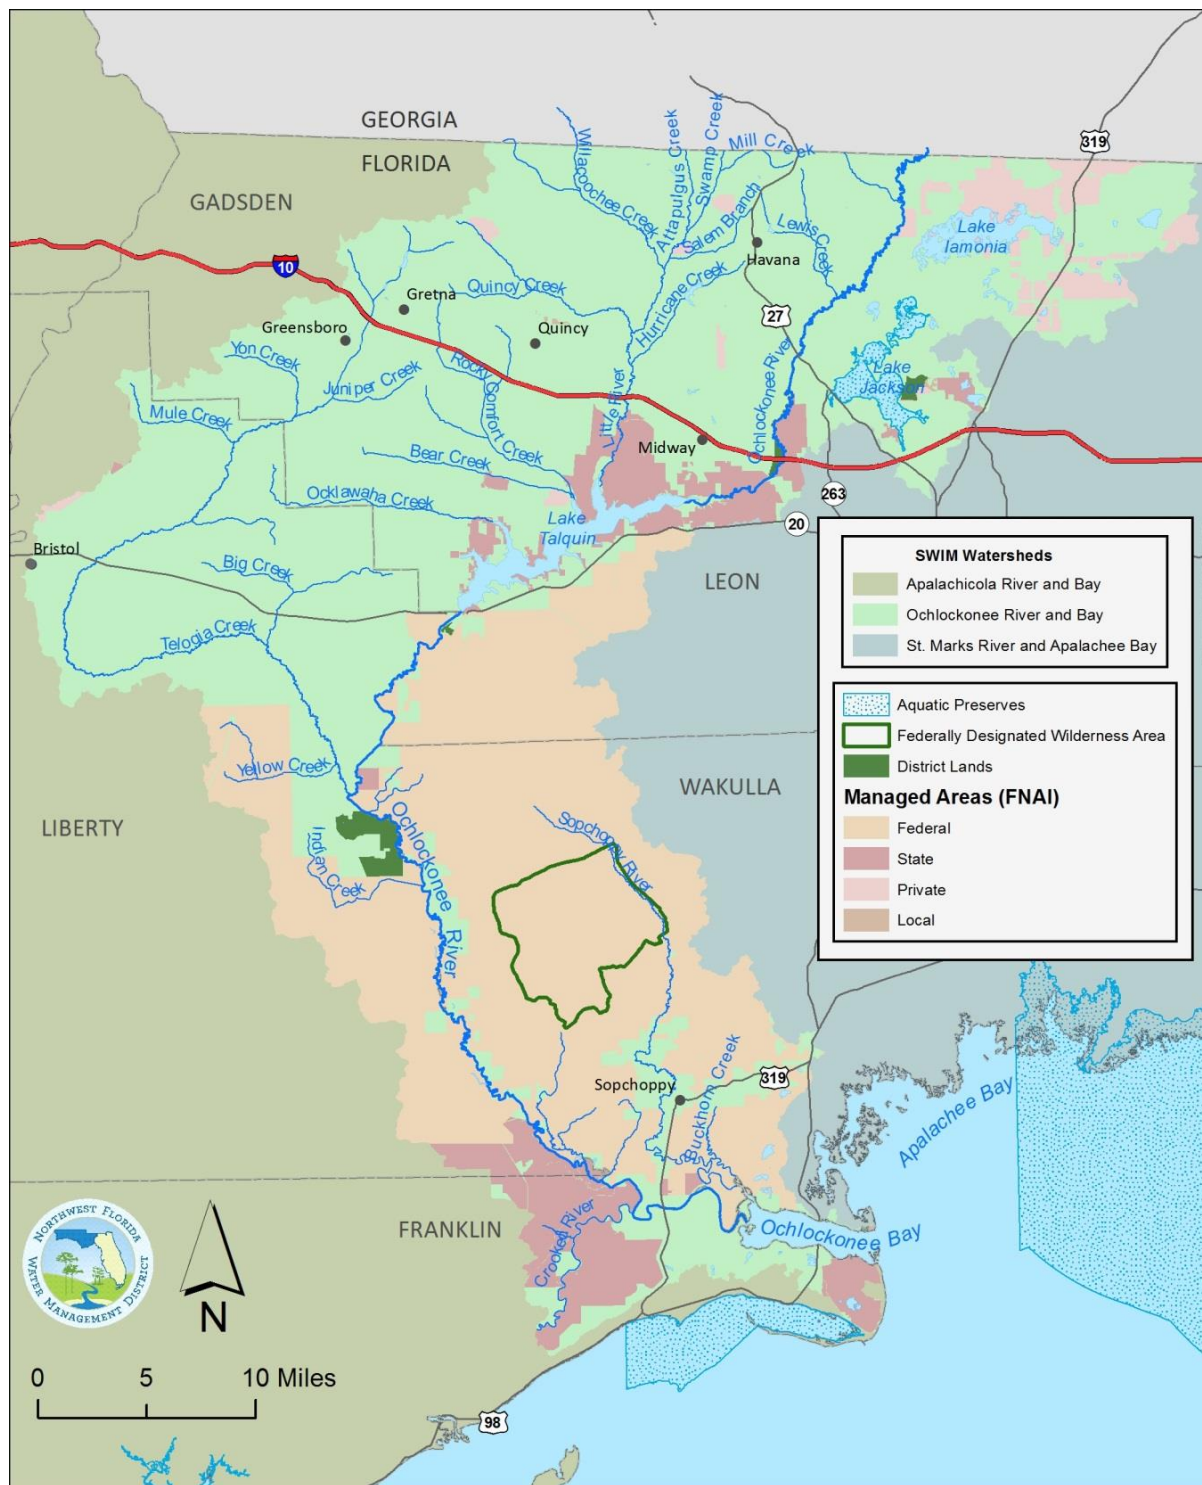 GEORGIA
FLORIDA
GADSDEN
319
Willacoochee Creek
Attapulgus Creek
Swamp Creek
Mill Creek
Salem Branch
Lewis Creek
Lake
Iamonia
Havana
10
Hurricane Creek
Quincy Creek
Gretna
27
Greensboro
Quincy
Yon Creek
Rocky Comfort Creek
Juniper Creek
Lake
Jackson
Mule Creek
Little River
Ochlockonee River
Midway
Bear Creek
Ocklawaha Creek
263
Lake
Talquin
20
Bristol
Big Creek
LEON
Telogia Creek
SWIM Watersheds
Apalachicola River and Bay
Ochlockonee River and Bay
St. Marks River and Apalachee Bay
Aquatic Preserves
Federally Designated Wilderness Area
District Lands
Managed Areas (FNAI)
Federal
State
Private
Local
Yellow Creek
WAKULLA
LIBERTY
Ochlockonee River
Indian Creek
Sopchoppy River
Sopchoppy
319
Buckhorn Creek
Apalachee Bay
FRANKLIN
Crooked River
Ochlockonee Bay
NORTHWEST FLORIDA
WATER MANAGEMENT DISTRICT
N
0 5 10 Miles
98